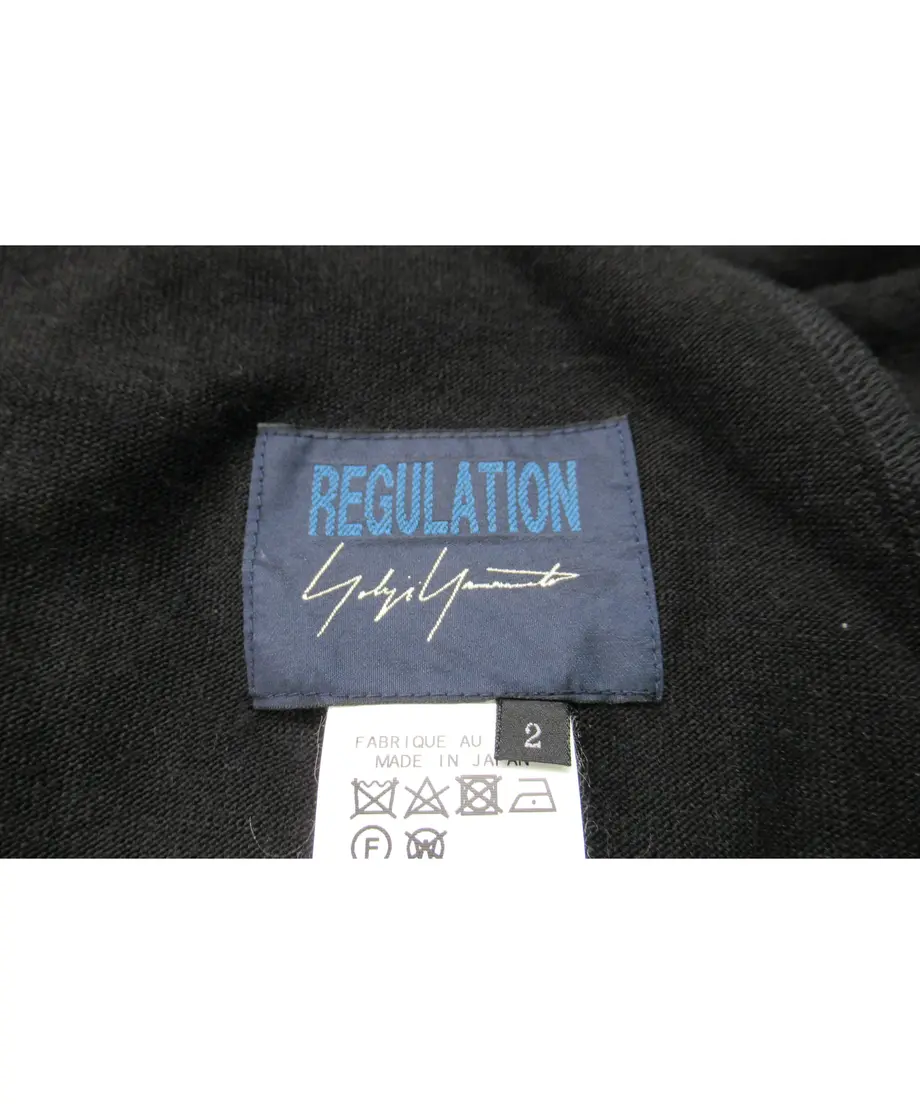 REGULATION
Yohji Yamamoto
2
FABRIQUE AU
MADE IN JAPAN
F
W